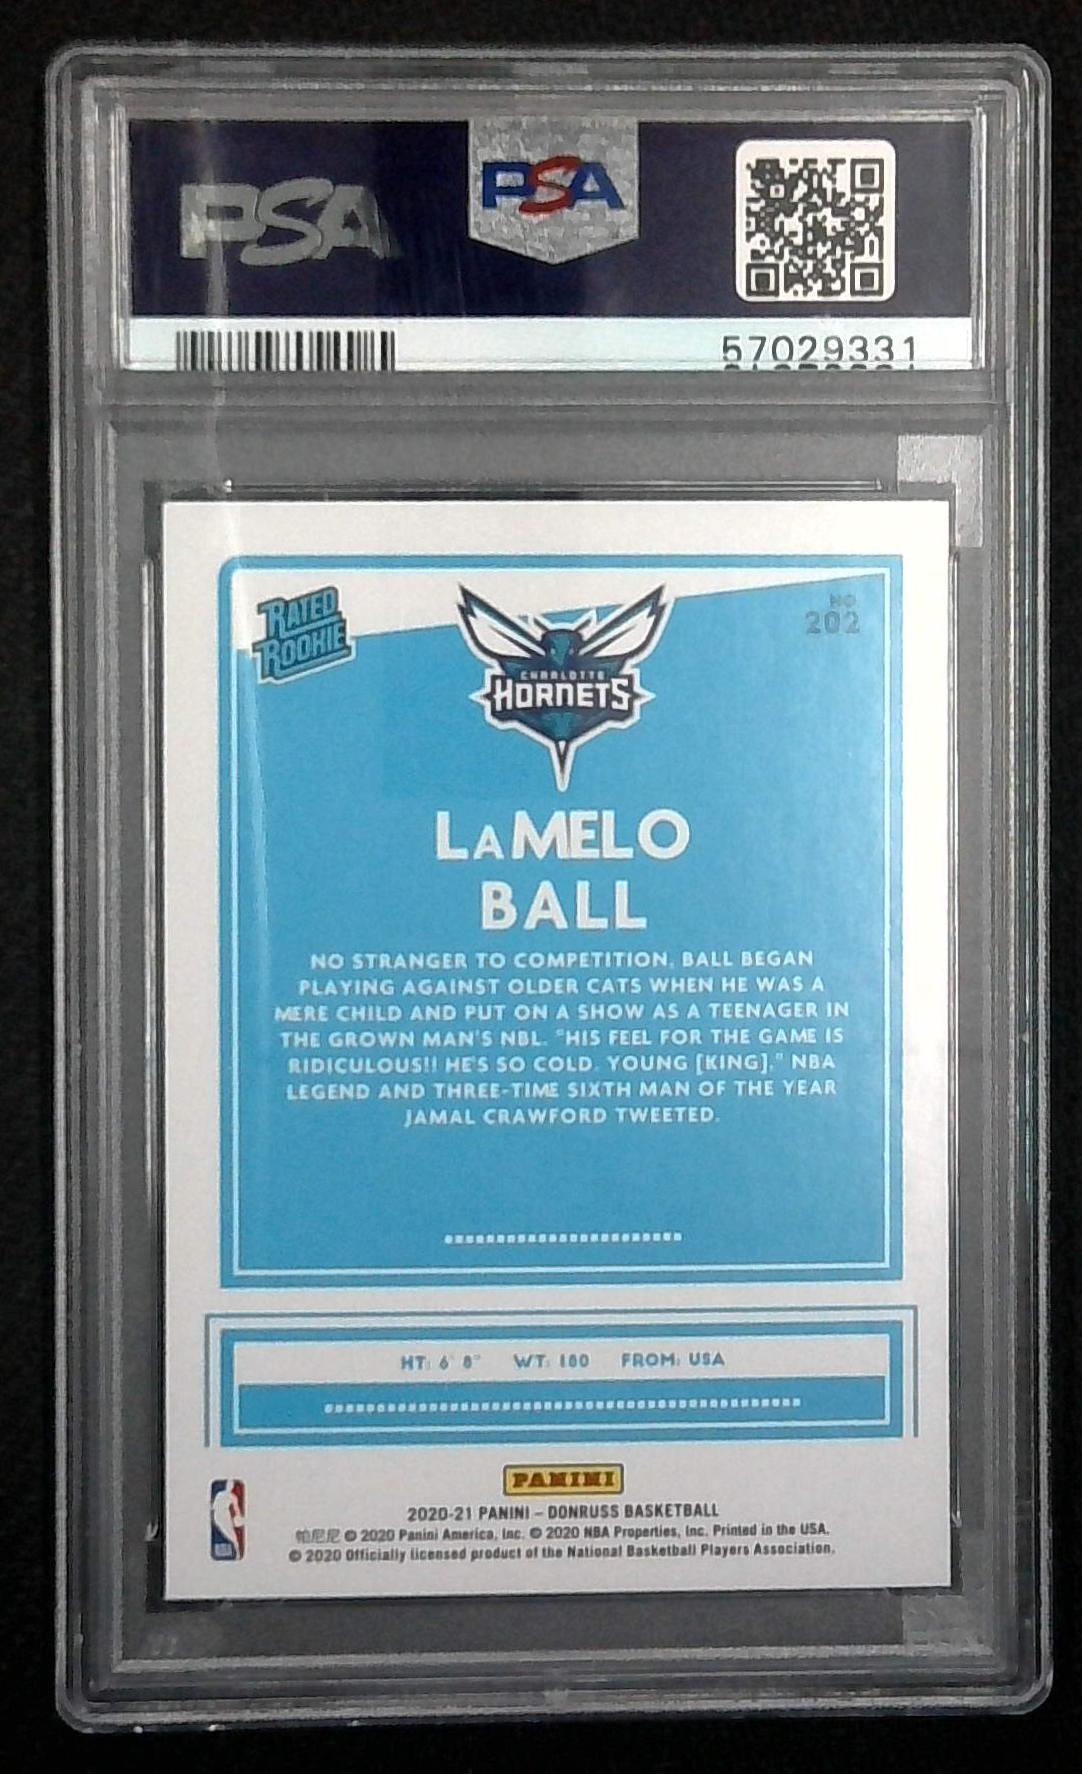 PSA
PSA
57029331
RATED
ROOKIE
NO
202
CHARLOTTE
HORNETS
LAMELO
BALL
NO STRANGER TO COMPETITION, BALL BEGAN
PLAYING AGAINST OLDER CATS WHEN HE WAS A
MERE CHILD AND PUT ON A SHOW AS A TEENAGER IN
THE GROWN MAN'S NBL. "HIS FEEL FOR THE GAME IS
RIDICULOUS!! HE'S SO COLD. YOUNG [KING]," NBA
LEGEND AND THREE-TIME SIXTH MAN OF THE YEAR
JAMAL CRAWFORD TWEETED.
HT: 6' 8" WT: 180 FROM: USA
PANINI
2020-21 PANINI – DONRUSS BASKETBALL
帕尼尼 © 2020 Panini America, Inc. © 2020 NBA Properties, Inc. Printed in the USA.
© 2020 Officially licensed product of the National Basketball Players Association.
NBA